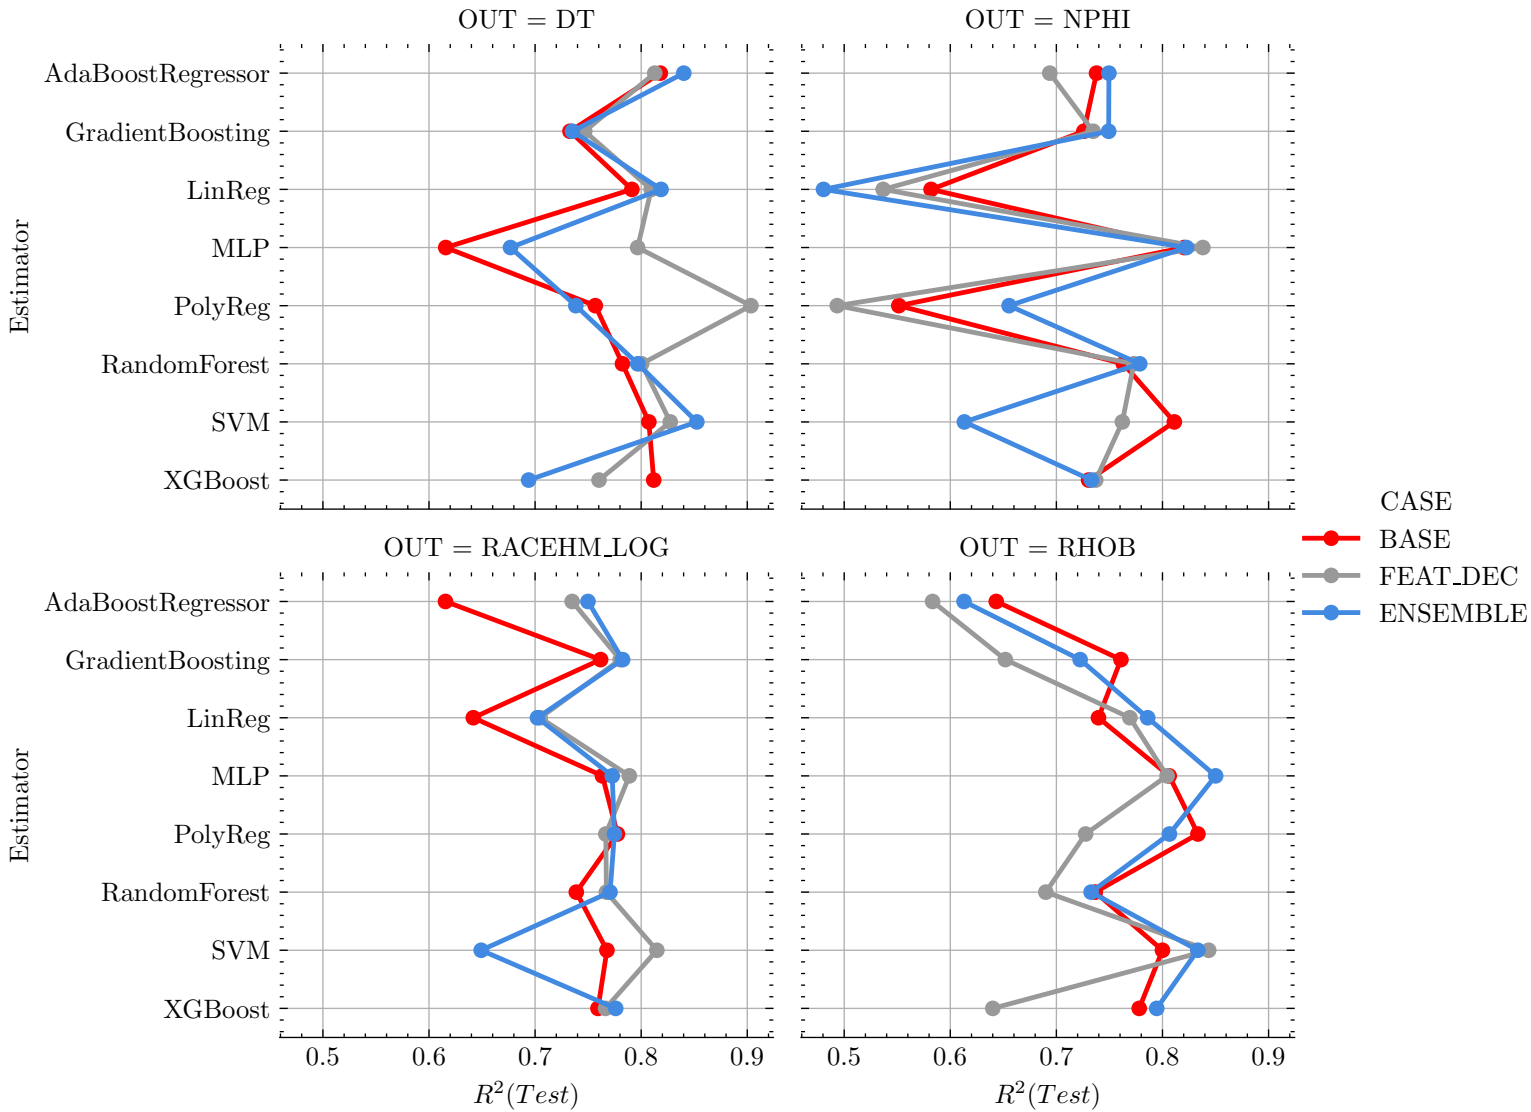 OUT = DT
OUT = NPHI
AdaBoostRegressor
GradientBoosting
LinReg
MLP
PolyReg
RandomForest
SVM
XGBoost
Estimator
OUT = RACEHM_LOG
OUT = RHOB
AdaBoostRegressor
GradientBoosting
LinReg
MLP
PolyReg
RandomForest
SVM
XGBoost
Estimator
0.5 0.6 0.7 0.8 0.9
0.5 0.6 0.7 0.8 0.9
R²(Test)
R²(Test)
CASE
BASE
FEAT_DEC
ENSEMBLE